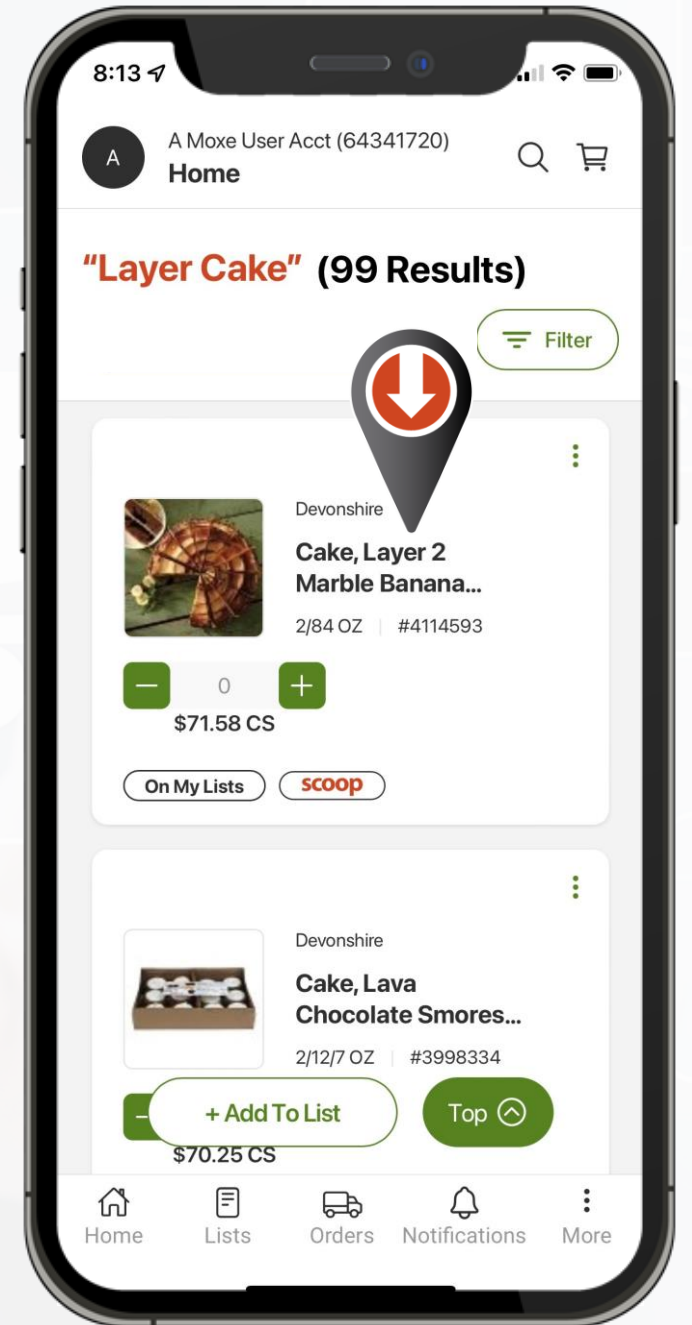 8:13
A
A Moxe User Acct (64341720)
Home
"Layer Cake" (99 Results)
Filter
Devonshire
Cake, Layer 2
Marble Banana...
2/84 OZ | #4114593
0
$71.58 CS
On My Lists
scoop
Devonshire
Cake, Lava
Chocolate Smores...
2/12/7 OZ | #3998334
+ Add To List
Top
$70.25 CS
Home
Lists
Orders
Notifications
More